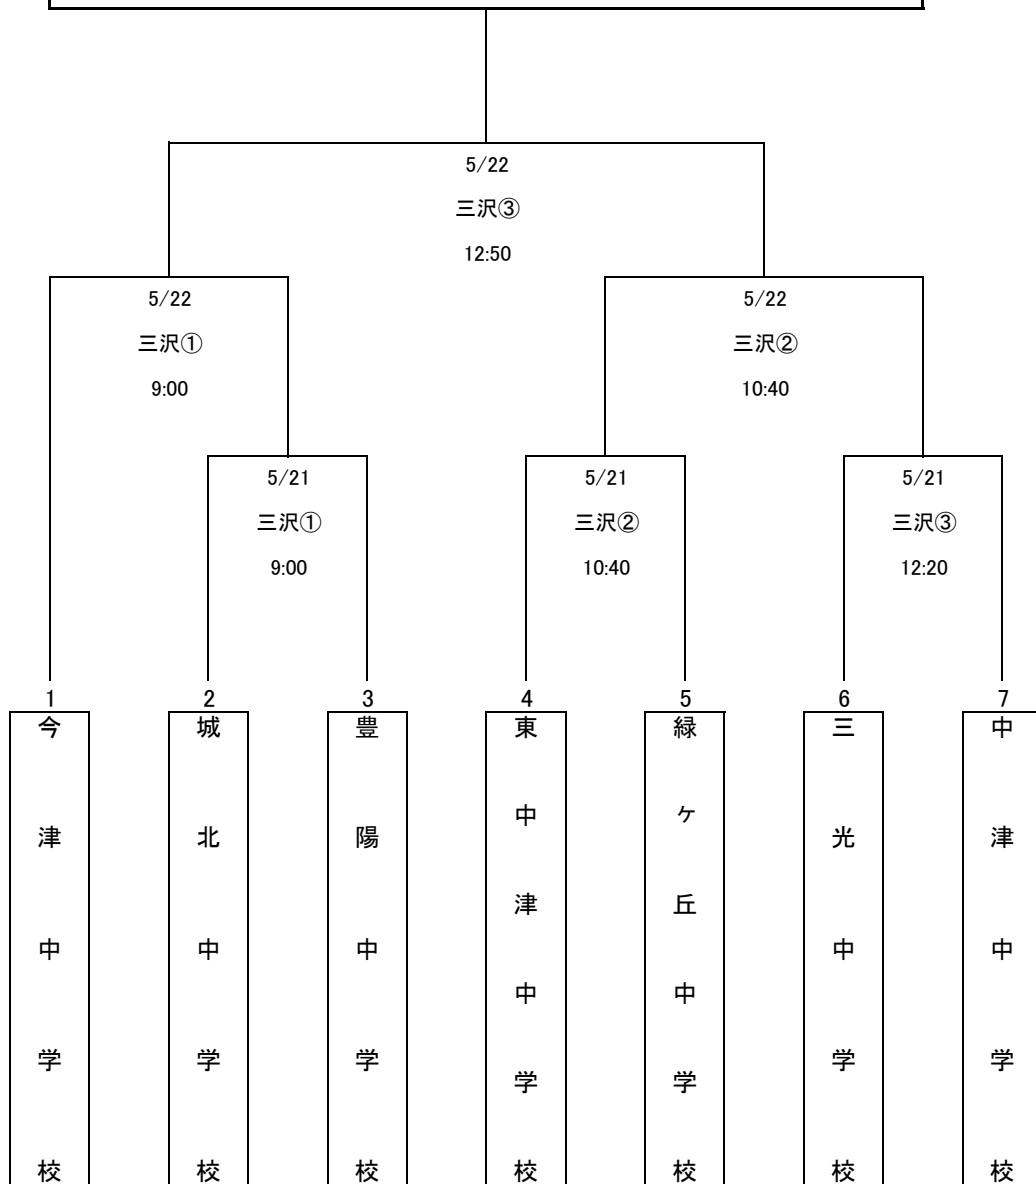 5/22
三沢③
12:50
5/22
三沢①
9:00
5/22
三沢②
10:40
5/21
三沢①
9:00
5/21
三沢②
10:40
5/21
三沢③
12:20
1
今津中学校
2
城北中学校
3
豊陽中学校
4
東中津中学校
5
緑ヶ丘中学校
6
三光中学校
7
中津中学校